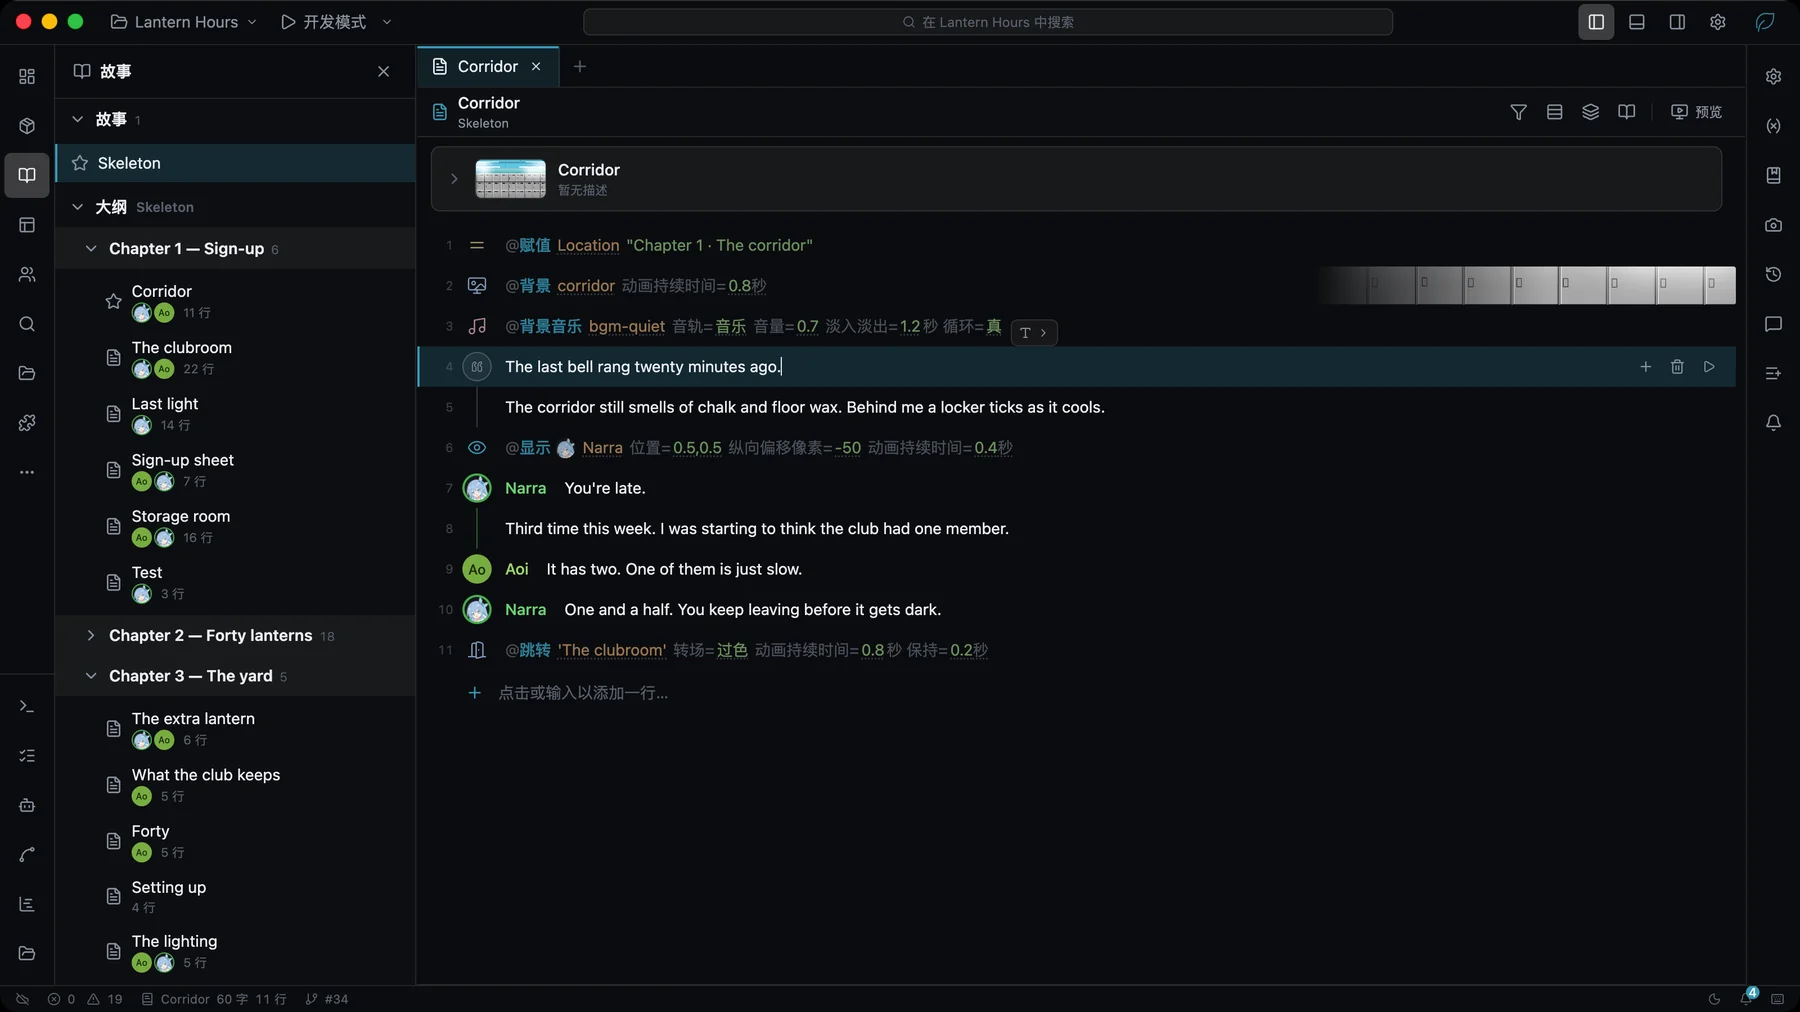 Lantern Hours
开发模式
在 Lantern Hours 中搜索
故事
故事 1
Skeleton
大纲 Skeleton
Chapter 1 — Sign-up 6
Corridor
Ao 11 行
The clubroom
Ao 22 行
Last light
14 行
Sign-up sheet
Ao 7 行
Storage room
Ao 16 行
Test
3 行
Chapter 2 — Forty lanterns 18
Chapter 3 — The yard 5
The extra lantern
Ao 6 行
What the club keeps
Ao 5 行
Forty
Ao 5 行
Setting up
4 行
The lighting
Ao 5 行
Corridor
Corridor
Skeleton
预览
Corridor
暂无描述
1 @赋值 Location "Chapter 1 · The corridor"
2 @背景 corridor 动画持续时间=0.8秒
3 @背景音乐 bgm-quiet 音轨=音乐 音量=0.7 淡入淡出=1.2秒 循环=真
T
4 The last bell rang twenty minutes ago.
5 The corridor still smells of chalk and floor wax. Behind me a locker ticks as it cools.
6 @显示 Narra 位置=0.5,0.5 纵向偏移像素=-50 动画持续时间=0.4秒
7 Narra You're late.
8 Third time this week. I was starting to think the club had one member.
9 Ao Aoi It has two. One of them is just slow.
10 Narra One and a half. You keep leaving before it gets dark.
11 @跳转 'The clubroom' 转场=过色 动画持续时间=0.8秒 保持=0.2秒
点击或输入以添加一行...
0 19 Corridor 60 字 11 行 #34
4